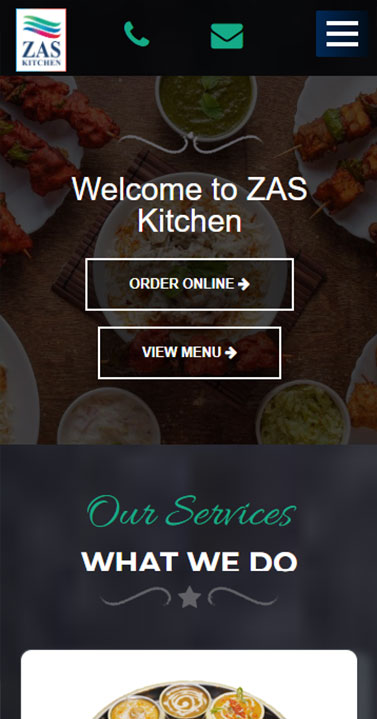 ZAS
KITCHEN
Welcome to ZAS
Kitchen
ORDER ONLINE
VIEW MENU
Our Services
WHAT WE DO